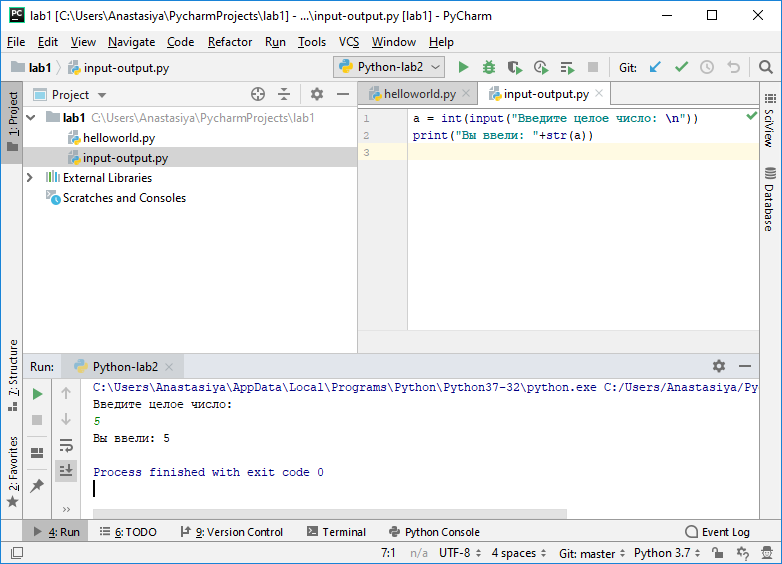 PC lab1 [C:\Users\Anastasiya\PycharmProjects\lab1] - ...\input-output.py [lab1] - PyCharm
File Edit View Navigate Code Refactor Run Tools VCS Window Help
lab1 input-output.py Python-lab2 Git:
1: Project
Project
lab1 C:\Users\Anastasiya\PycharmProjects\lab1
helloworld.py
input-output.py
External Libraries
Scratches and Consoles
helloworld.py input-output.py
1 a = int(input("Введите целое число: \n"))
2 print("Вы ввели: "+str(a))
3
SciView
Database
7: Structure
2: Favorites
Run: Python-lab2
C:\Users\Anastasiya\AppData\Local\Programs\Python\Python37-32\python.exe C:/Users/Anastasiya/Py
Введите целое число:
5
Вы ввели: 5
Process finished with exit code 0
4: Run 6: TODO 9: Version Control Terminal Python Console Event Log
7:1 n/a UTF-8 4 spaces Git: master Python 3.7